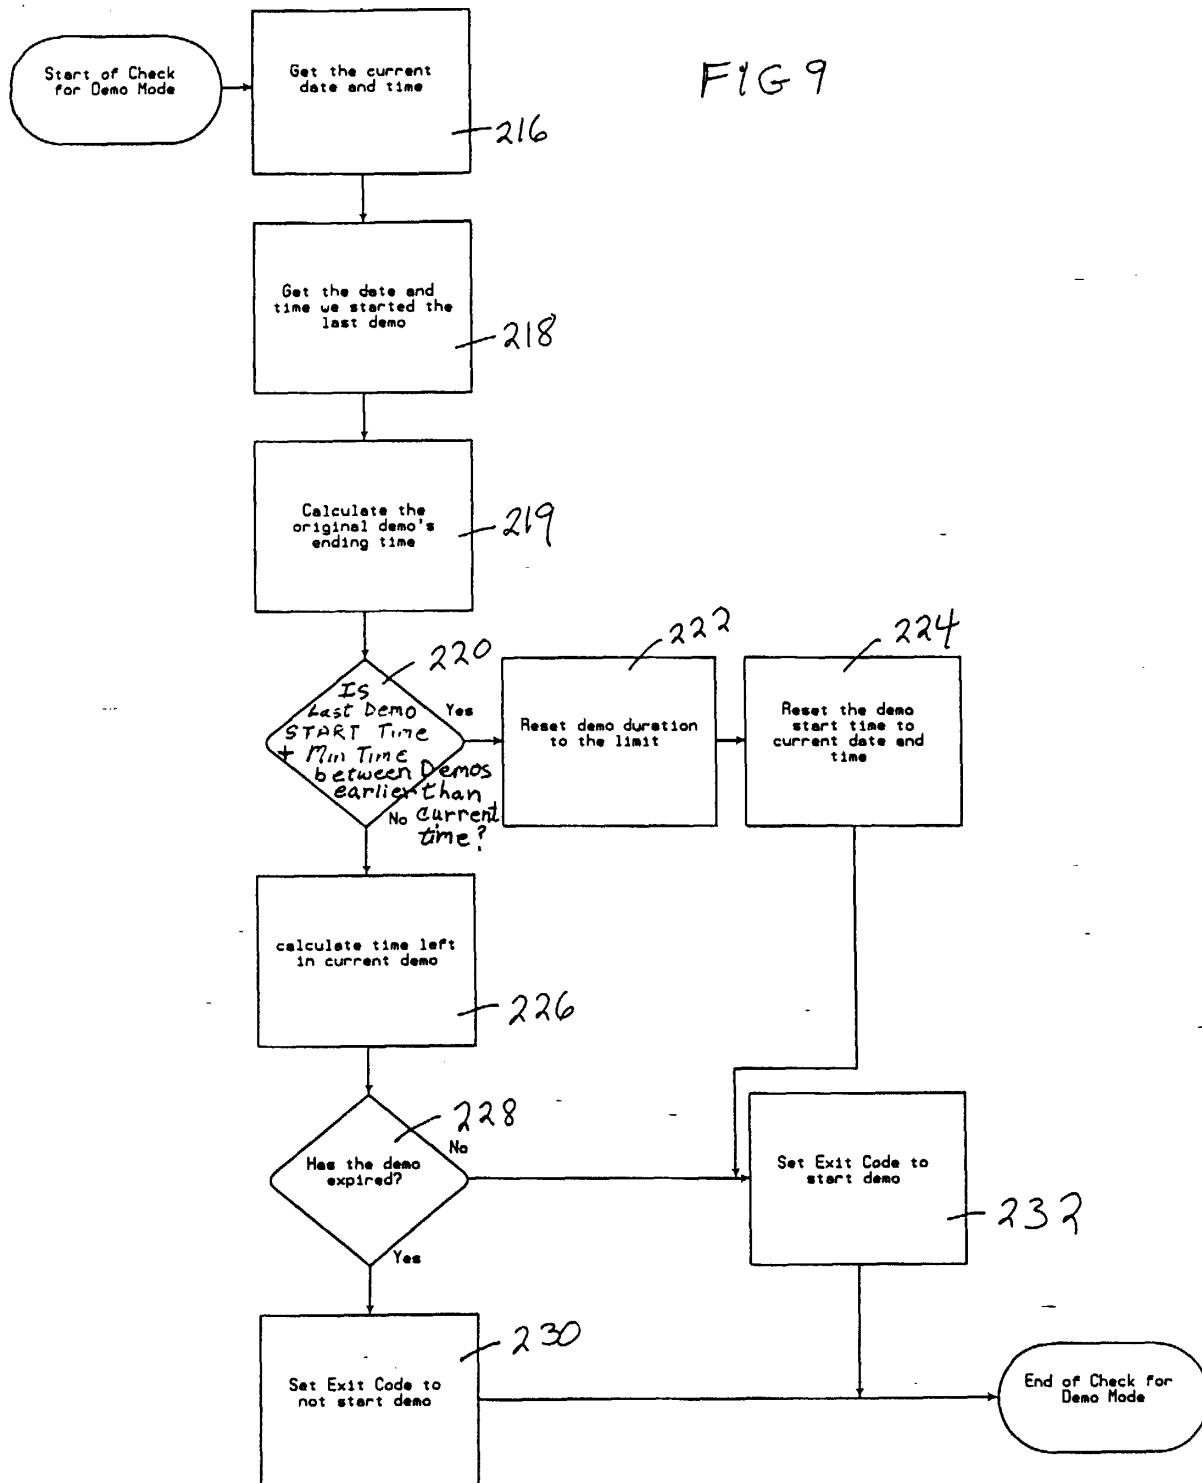 FIG 9
Start of Check
for Demo Mode
Get the current
date and time
216
Get the date and
time we started the
last demo
218
Calculate the
original demo's
ending time
219
220
Is
Last Demo
START Time
+ Min Time
between Demos
earlier than
current
time?
Yes
No
222
Reset demo duration
to the limit
224
Reset the demo
start time to
current date and
time
calculate time left
in current demo
226
228
Has the demo
expired?
No
Yes
Set Exit Code to
start demo
232
230
Set Exit Code to
not start demo
End of Check for
Demo Mode